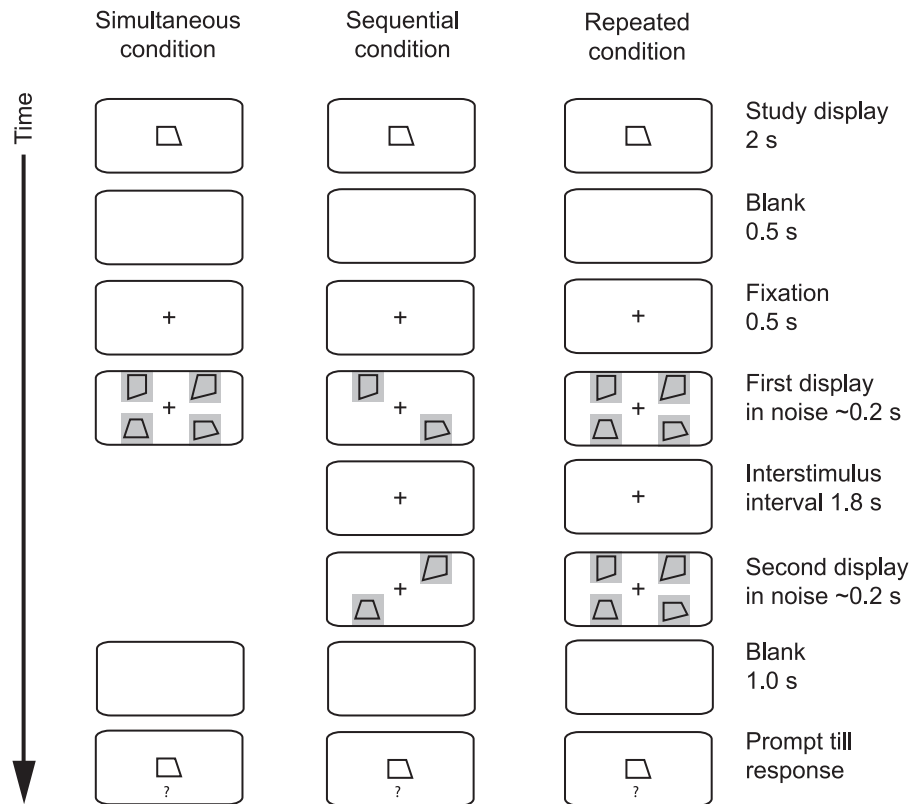 Simultaneous
condition
Sequential
condition
Repeated
condition
Time
Study display
2 s
Blank
0.5 s
+
+
+
Fixation
0.5 s
+
+
+
First display
in noise ~0.2 s
+
+
Interstimulus
interval 1.8 s
+
+
Second display
in noise ~0.2 s
Blank
1.0 s
?
?
?
Prompt till
response